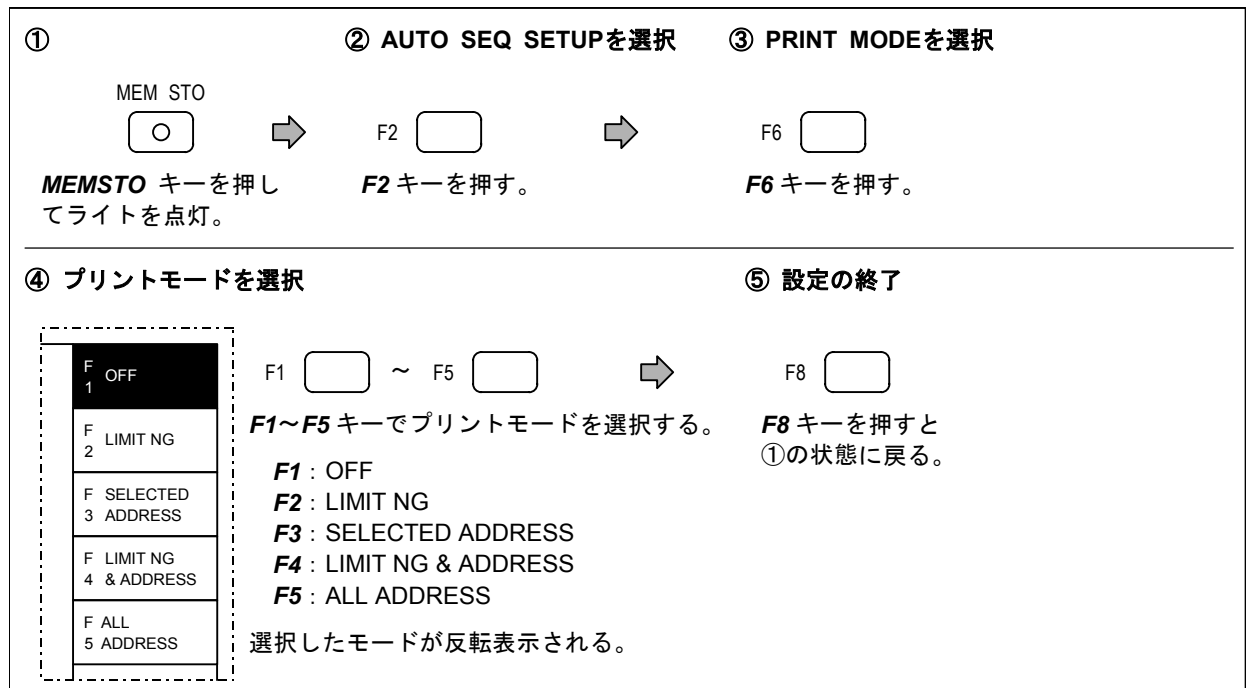 ① ② AUTO SEQ SETUPを選択 ③ PRINT MODEを選択
MEM STO
F2 F6
MEMSTO キーを押し
てライトを点灯。
F2 キーを押す。
F6 キーを押す。
④ プリントモードを選択 ⑤ 設定の終了
F1 OFF
F2 LIMIT NG
F3 SELECTED
ADDRESS
F4 LIMIT NG
& ADDRESS
F5 ALL
ADDRESS
F1 ～ F5
F1～F5 キーでプリントモードを選択する。
F1：OFF
F2：LIMIT NG
F3：SELECTED ADDRESS
F4：LIMIT NG & ADDRESS
F5：ALL ADDRESS
選択したモードが反転表示される。
F8
F8 キーを押すと
①の状態に戻る。